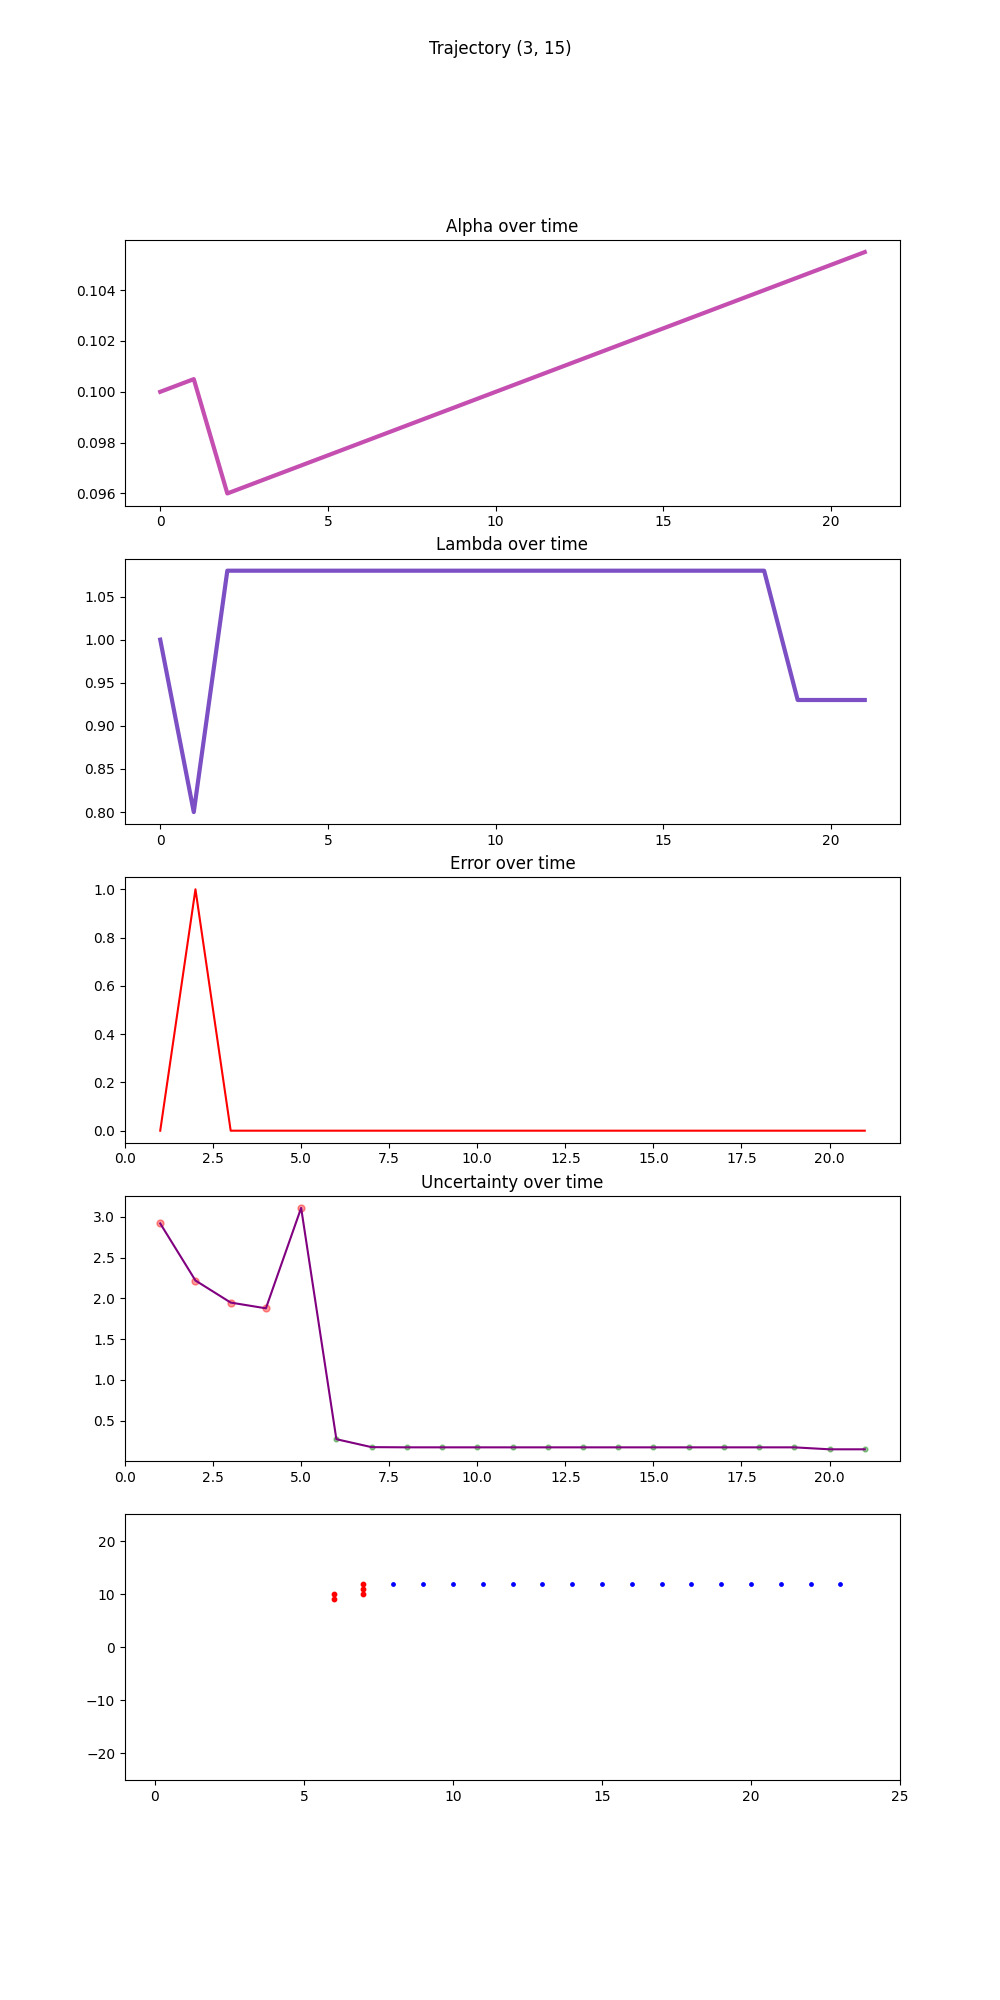 Trajectory (3, 15)
Alpha over time
0.104
0.102
0.100
0.098
0.096
0 5 10 15 20
Lambda over time
1.05
1.00
0.95
0.90
0.85
0.80
0 5 10 15 20
Error over time
1.0
0.8
0.6
0.4
0.2
0.0
0.0 2.5 5.0 7.5 10.0 12.5 15.0 17.5 20.0
Uncertainty over time
3.0
2.5
2.0
1.5
1.0
0.5
0.0 2.5 5.0 7.5 10.0 12.5 15.0 17.5 20.0
20
10
0
−10
−20
0 5 10 15 20 25